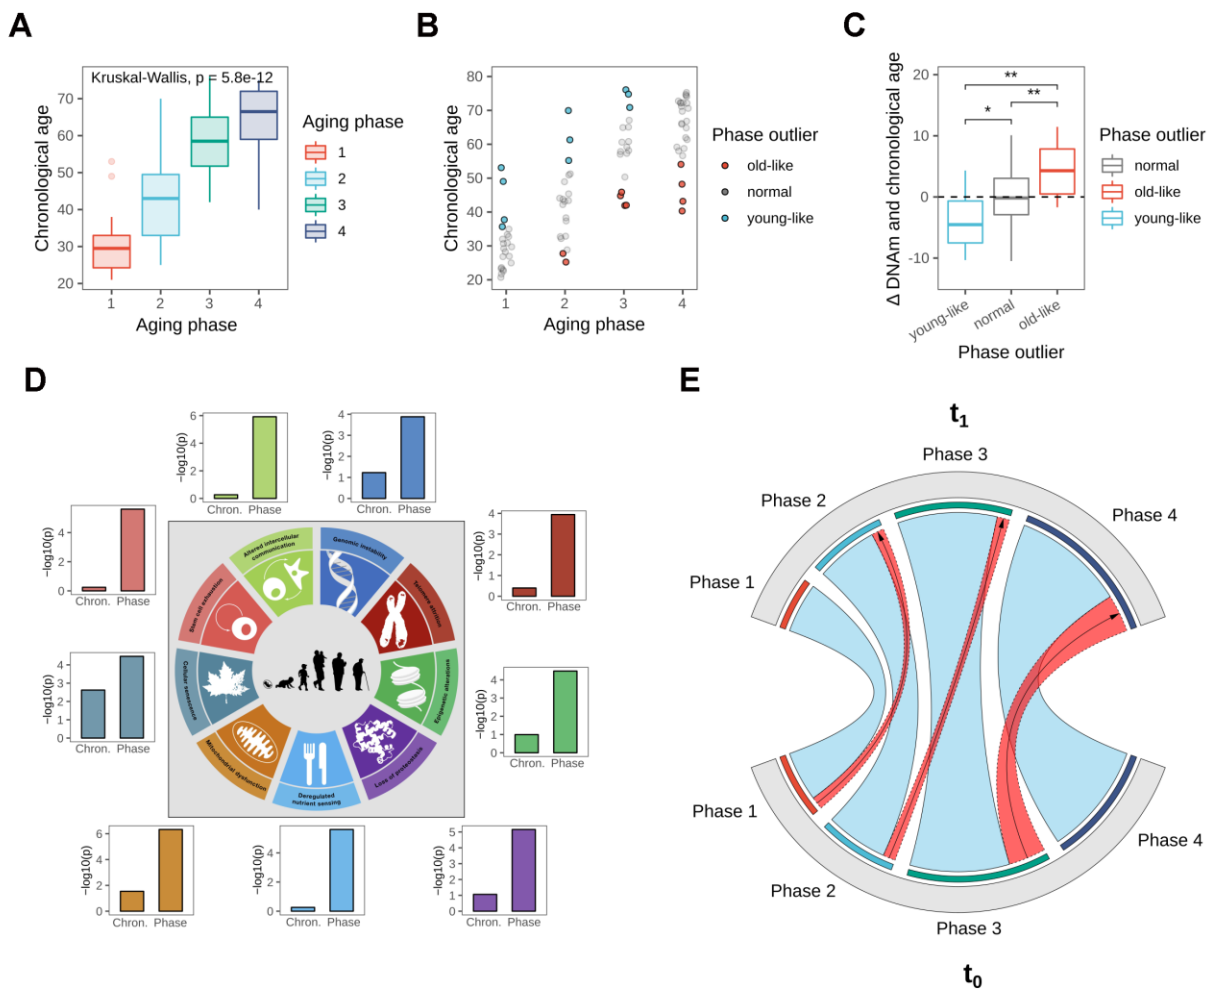 A
Kruskal-Wallis, p = 5.8e-12
Chronological age
70
60
50
40
30
20
1 2 3 4
Aging phase
Aging phase
1
2
3
4
B
Chronological age
80
70
60
50
40
30
20
1 2 3 4
Aging phase
Phase outlier
old-like
normal
young-like
C
Δ DNAm and chronological age
20
10
0
-10
**
**
*
young-like
normal
old-like
Phase outlier
Phase outlier
normal
old-like
young-like
D
−log10(p)
6
4
2
0
Chron. Phase
−log10(p)
4
3
2
1
0
Chron. Phase
−log10(p)
4
2
0
Chron. Phase
−log10(p)
4
3
2
1
0
Chron. Phase
−log10(p)
4
3
2
1
0
Chron. Phase
−log10(p)
4
3
2
1
0
Chron. Phase
−log10(p)
6
4
2
0
Chron. Phase
−log10(p)
4
2
0
Chron. Phase
−log10(p)
5
4
3
2
1
0
Chron. Phase
Altered intercellular
communication
Genomic instability
Telomere attrition
Epigenetic alterations
Loss of proteostasis
Deregulated
nutrient sensing
Mitochondrial dysfunction
Cellular senescence
Stem cell exhaustion
E
t1
Phase 3
Phase 2
Phase 4
Phase 1
Phase 1
Phase 4
Phase 2
Phase 3
t0